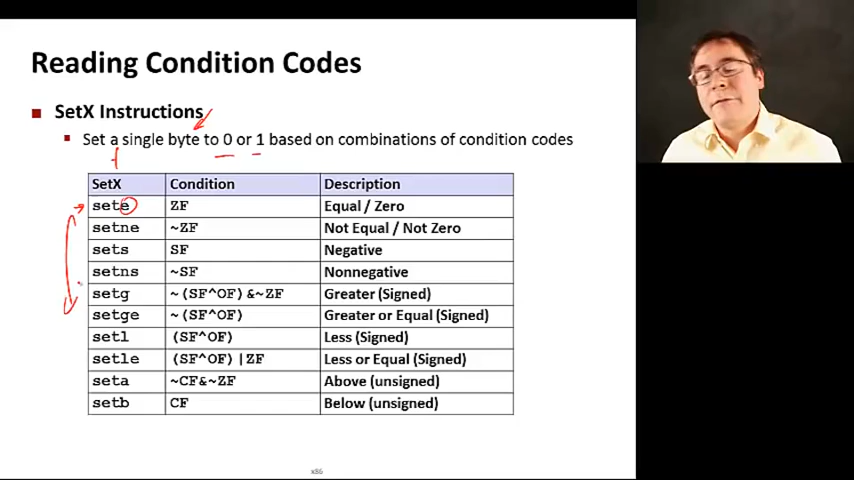 Reading Condition Codes
SetX Instructions
Set a single byte to 0 or 1 based on combinations of condition codes
SetX Condition Description
sete ZF Equal / Zero
setne ~ZF Not Equal / Not Zero
sets SF Negative
setns ~SF Nonnegative
setg ~(SF^OF)&~ZF Greater (Signed)
setge ~(SF^OF) Greater or Equal (Signed)
setl (SF^OF) Less (Signed)
setle (SF^OF)|ZF Less or Equal (Signed)
seta ~CF&~ZF Above (unsigned)
setb CF Below (unsigned)
x86